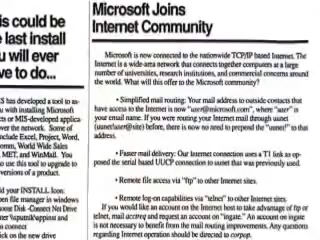 is could be
e last install
u will ever
ve to do...
IS has developed a tool to as-
u with installing Microsoft
cts or MIS-developed applica-
over the network. Some of
include Excel, Project, Word,
World Wide Sales
MET, and WinMail. You
to use this tool to upgrade to
versions of a product.
ld your INSTALL Icon:
pen file manager in windows
hoose Disk -Connect Net Drive
and
n connect
ick on the new drive
Microsoft Joins
Internet Community
Microsoft is now connected to the nationwide TCP/IP based Internet. The
Internet is a wide-area network that connects together computers at a large
number of universities, research institutions, and commercial concerns around
the world. What will this offer to the Microsoft community?
• Simplified mail routing: Your mail address to outside contacts that
have access to the Internet is now "user@microsoft.com", where "user" is
your email name. If you were routing your Internet mail through uunet
(uunet!user@site) before, there is now no need to prepend the "uunet!" to that
address.
• Faster mail delivery: Our Internet connection uses a T1 link as op-
posed the serial based UUCP connection to uunet that was previously used.
• Remote file access via "ftp" to other Internet sites.
• Remote log-on capabilities via "telnet" to other Internet sites.
If you would like an account on the Internet host to take advantage of ftp or
telnet, mail acctreq and request an account on "ingate." An account on ingate
is not necessary to benefit from the mail routing improvements. Any questions
regarding Internet operation should be directed to corpop.